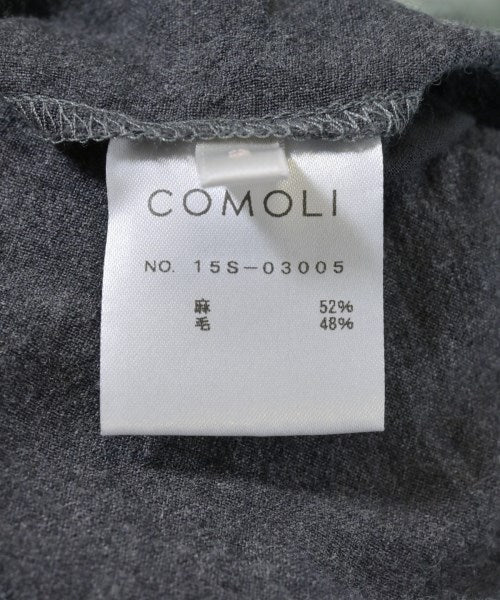 COMOLI
NO. 15S-03005
麻 52%
毛 48%